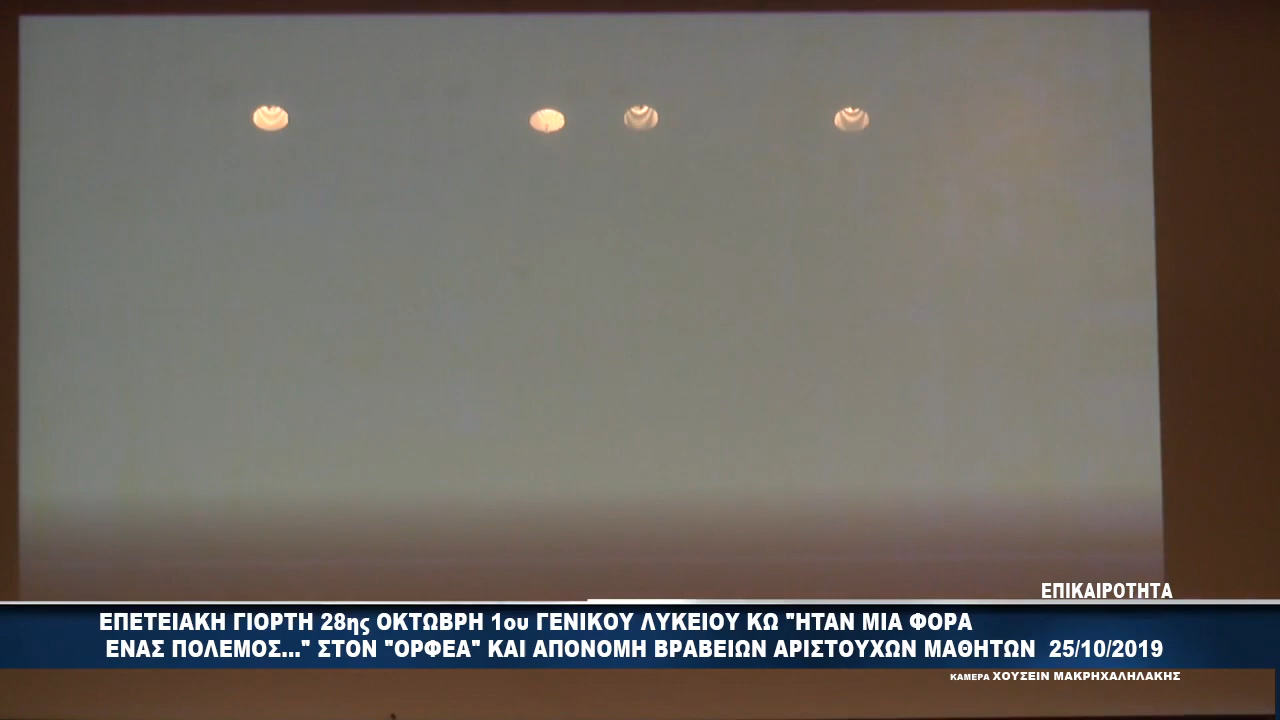 ΕΠΙΚΑΙΡΟΤΗΤΑ
ΕΠΕΤΕΙΑΚΗ ΓΙΟΡΤΗ 28ης ΟΚΤΩΒΡΗ 1ου ΓΕΝΙΚΟΥ ΛΥΚΕΙΟΥ ΚΩ "ΗΤΑΝ ΜΙΑ ΦΟΡΑ
ΕΝΑΣ ΠΟΛΕΜΟΣ..." ΣΤΟΝ "ΟΡΦΕΑ" ΚΑΙ ΑΠΟΝΟΜΗ ΒΡΑΒΕΙΩΝ ΑΡΙΣΤΟΥΧΩΝ ΜΑΘΗΤΩΝ 25/10/2019
ΚΑΜΕΡΑ ΧΟΥΣΕΙΝ ΜΑΚΡΗΧΑΛΗΛΑΚΗΣ